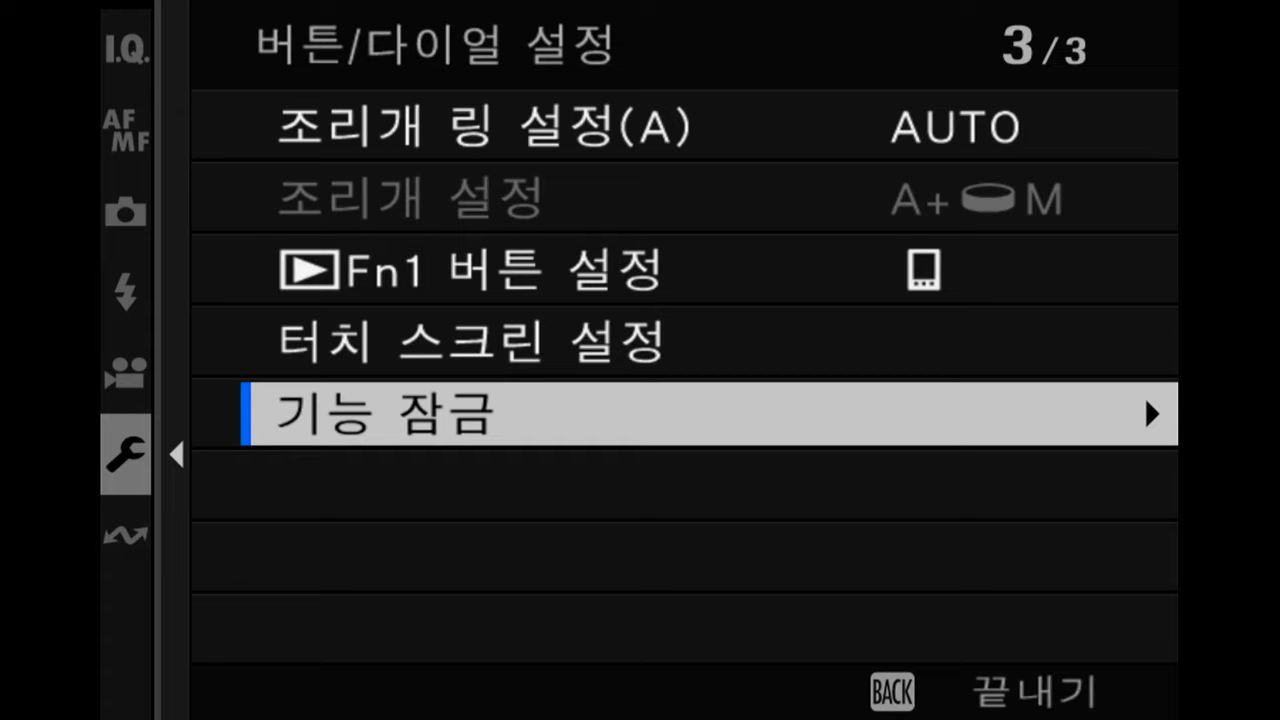 버튼/다이얼 설정 3/3
I.Q.
AF
MF
조리개 링 설정(A) AUTO
조리개 설정 A+ M
Fn1 버튼 설정
터치 스크린 설정
기능 잠금
BACK 끝내기